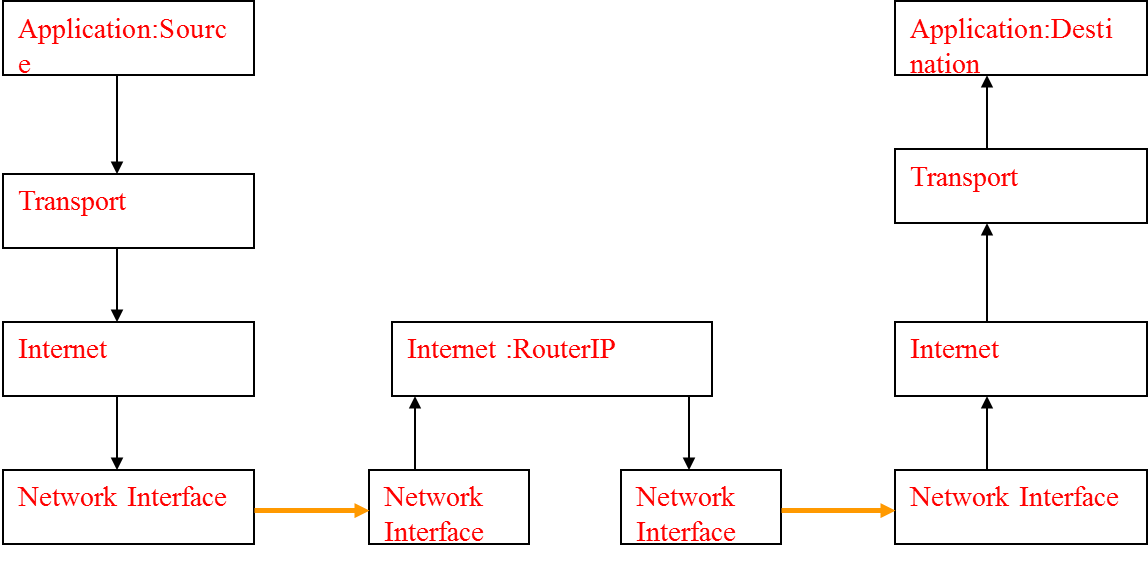 Application:Sourc
e
Application:Desti
nation
Transport
Transport
Internet
Internet :RouterIP
Internet
Network Interface
Network
Interface
Network
Interface
Network Interface